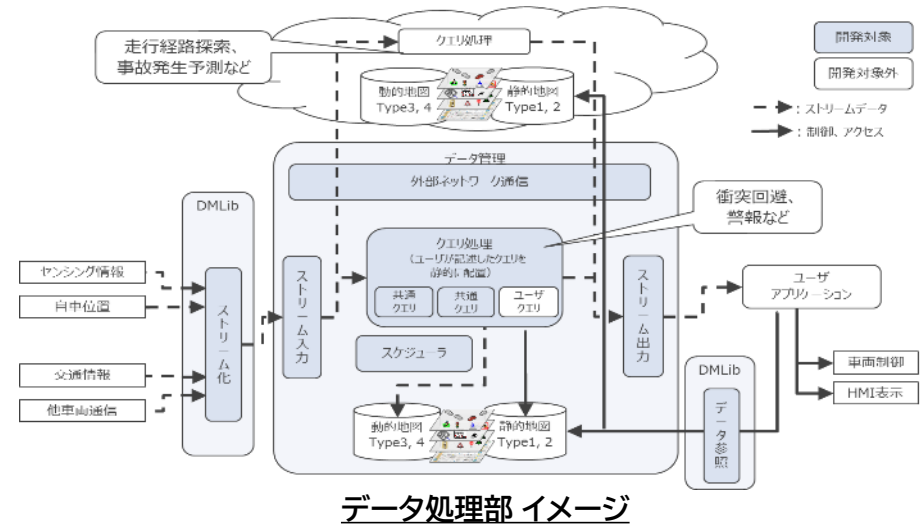 走行経路探索、
事故発生予測など
クエリ処理
動的地図
Type3, 4
静的地図
Type1, 2
開発対象
開発対象外
: ストリームデータ
: 制御、アクセス
データ管理
外部ネットワーク通信
DMLib
衝突回避、
警報など
クエリ処理
(ユーザが記述したクエリを
静的に配置)
共通
クエリ
共通
クエリ
ユーザ
クエリ
センシング情報
自車位置
交通情報
他車両通信
ストリーム化
ストリーム入力
スケジューラ
ストリーム出力
ユーザ
アプリケーション
車両制御
HMI表示
動的地図
Type3, 4
静的地図
Type1, 2
DMLib
データ参照
データ処理部 イメージ